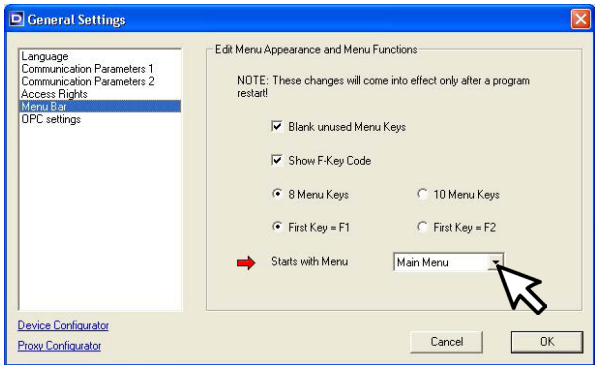 General Settings
Language
Communication Parameters 1
Communication Parameters 2
Access Rights
Menu Bar
OPC settings
Edit Menu Appearance and Menu Functions
NOTE: These changes will come into effect only after a program
restart!
Blank unused Menu Keys
Show F-Key Code
8 Menu Keys 10 Menu Keys
First Key = F1 First Key = F2
Starts with Menu Main Menu
Device Configurator
Proxy Configurator
Cancel OK